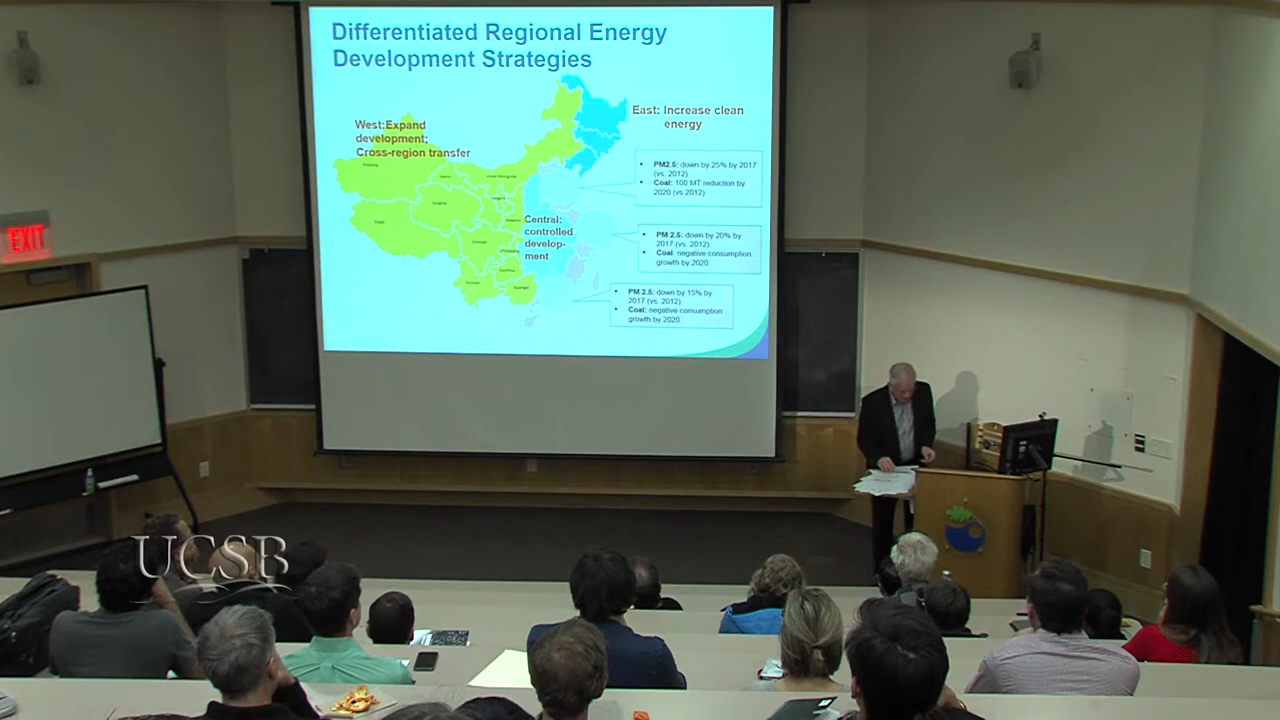 Differentiated Regional Energy
Development Strategies
West:Expand
development;
Cross-region transfer
East: Increase clean
energy
Central:
controlled
develop-
ment
• PM2.5: down by 25% by 2017
(vs. 2012)
• Coal: 100 MT reduction by
2020 (vs 2012)
• PM 2.5: down by 20% by
2017 (vs. 2012)
• Coal: negative consumption
growth by 2020.
• PM 2.5: down by 15% by
2017 (vs. 2012)
• Coal: negative consumption
growth by 2020.
EXIT
UCSB